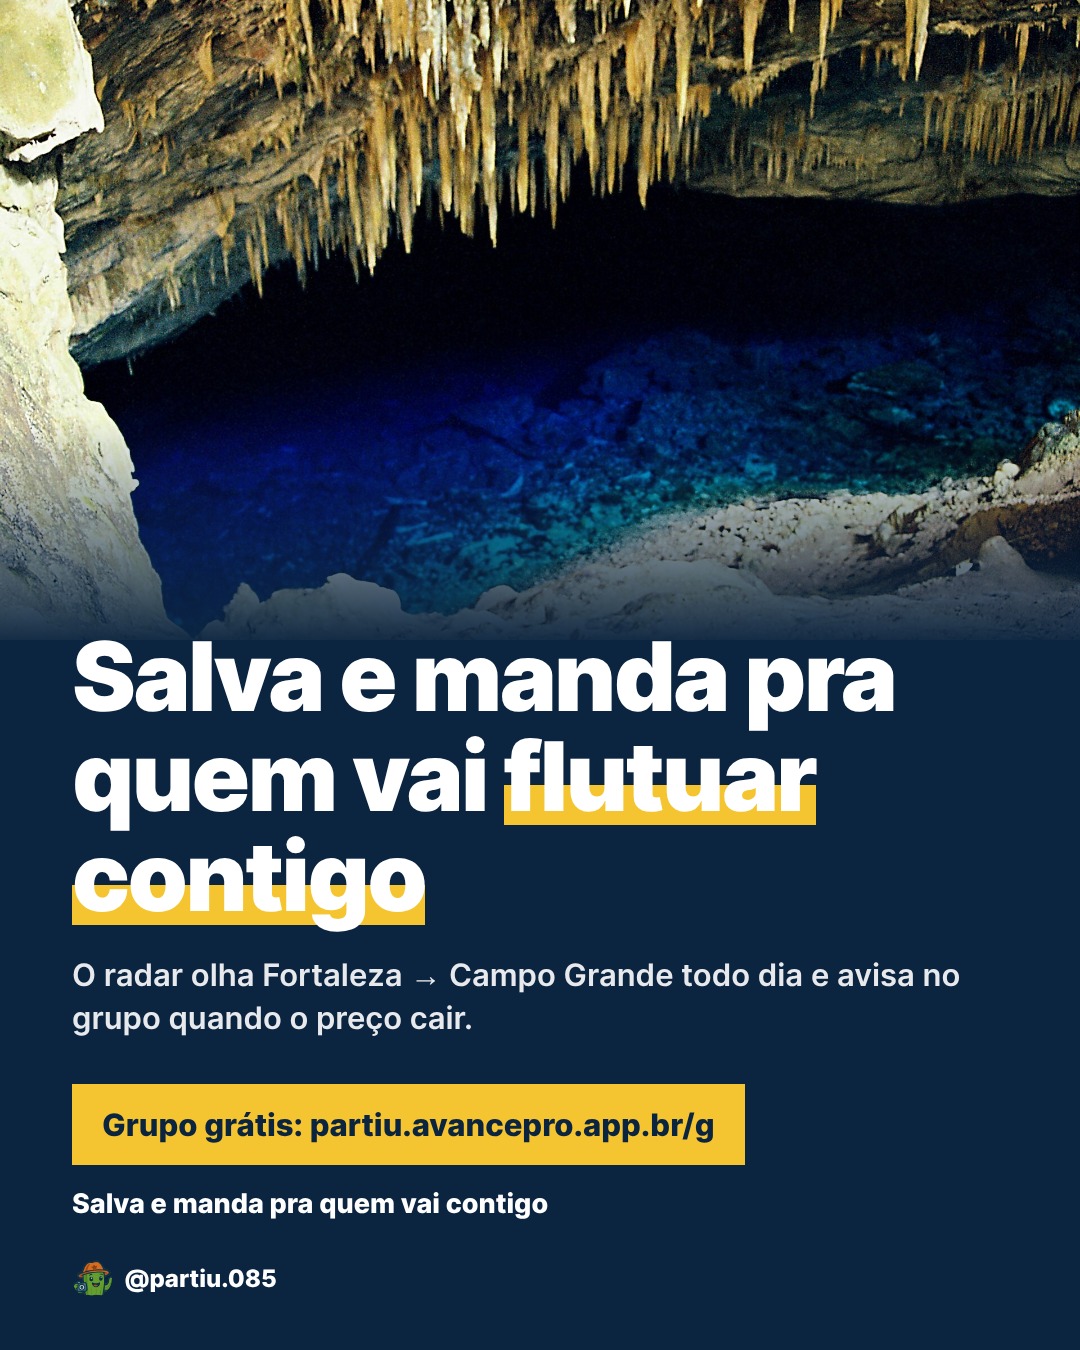 Salva e manda pra
quem vai flutuar
contigo
O radar olha Fortaleza → Campo Grande todo dia e avisa no
grupo quando o preço cair.
Grupo grátis: partiu.avancepro.app.br/g
Salva e manda pra quem vai contigo
@partiu.085